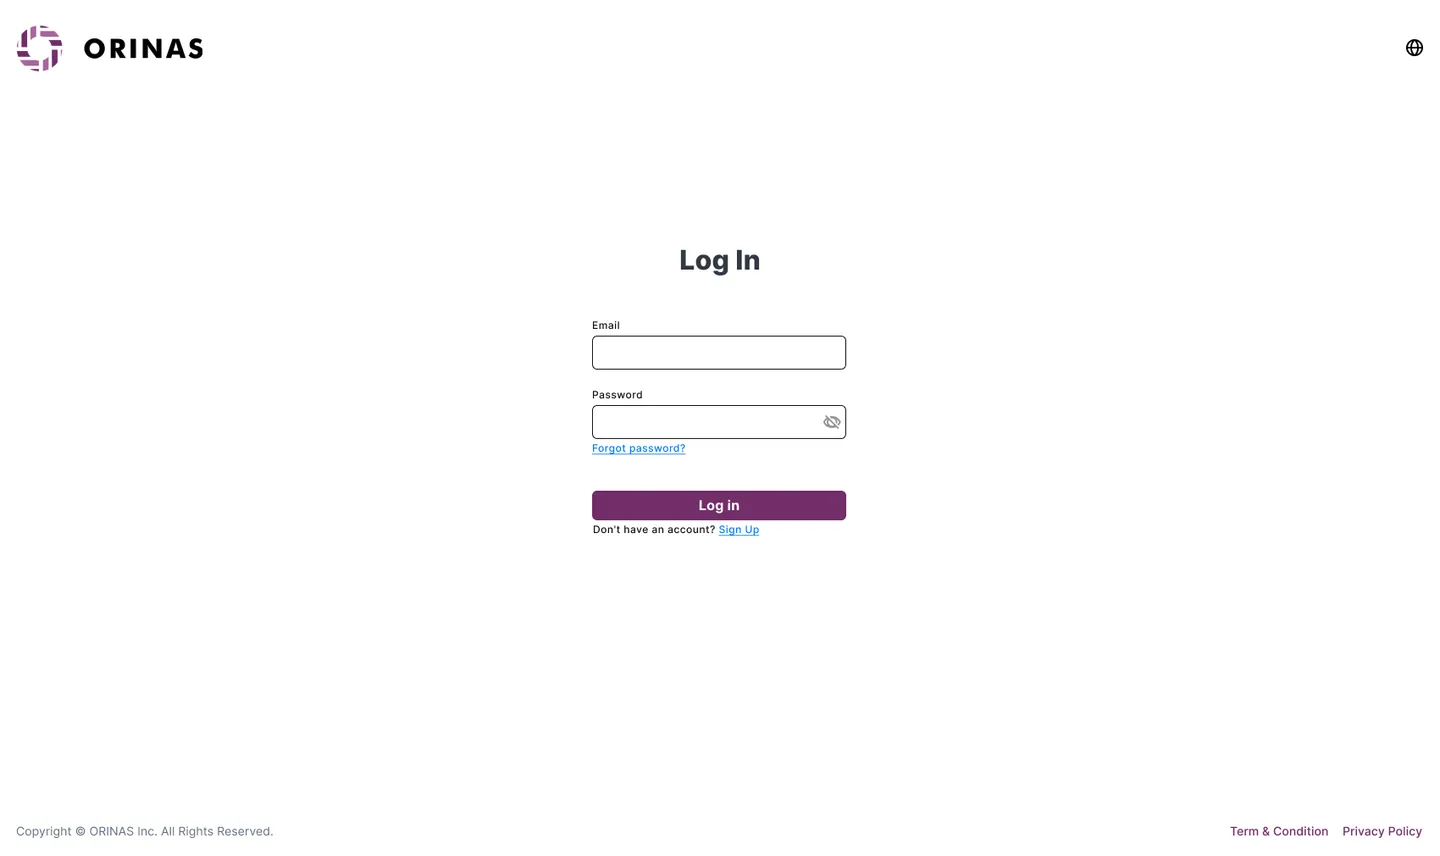 ORINAS
Log In
Email
Password
Forgot password?
Log in
Don't have an account? Sign Up
Copyright © ORINAS Inc. All Rights Reserved.
Term & Condition Privacy Policy